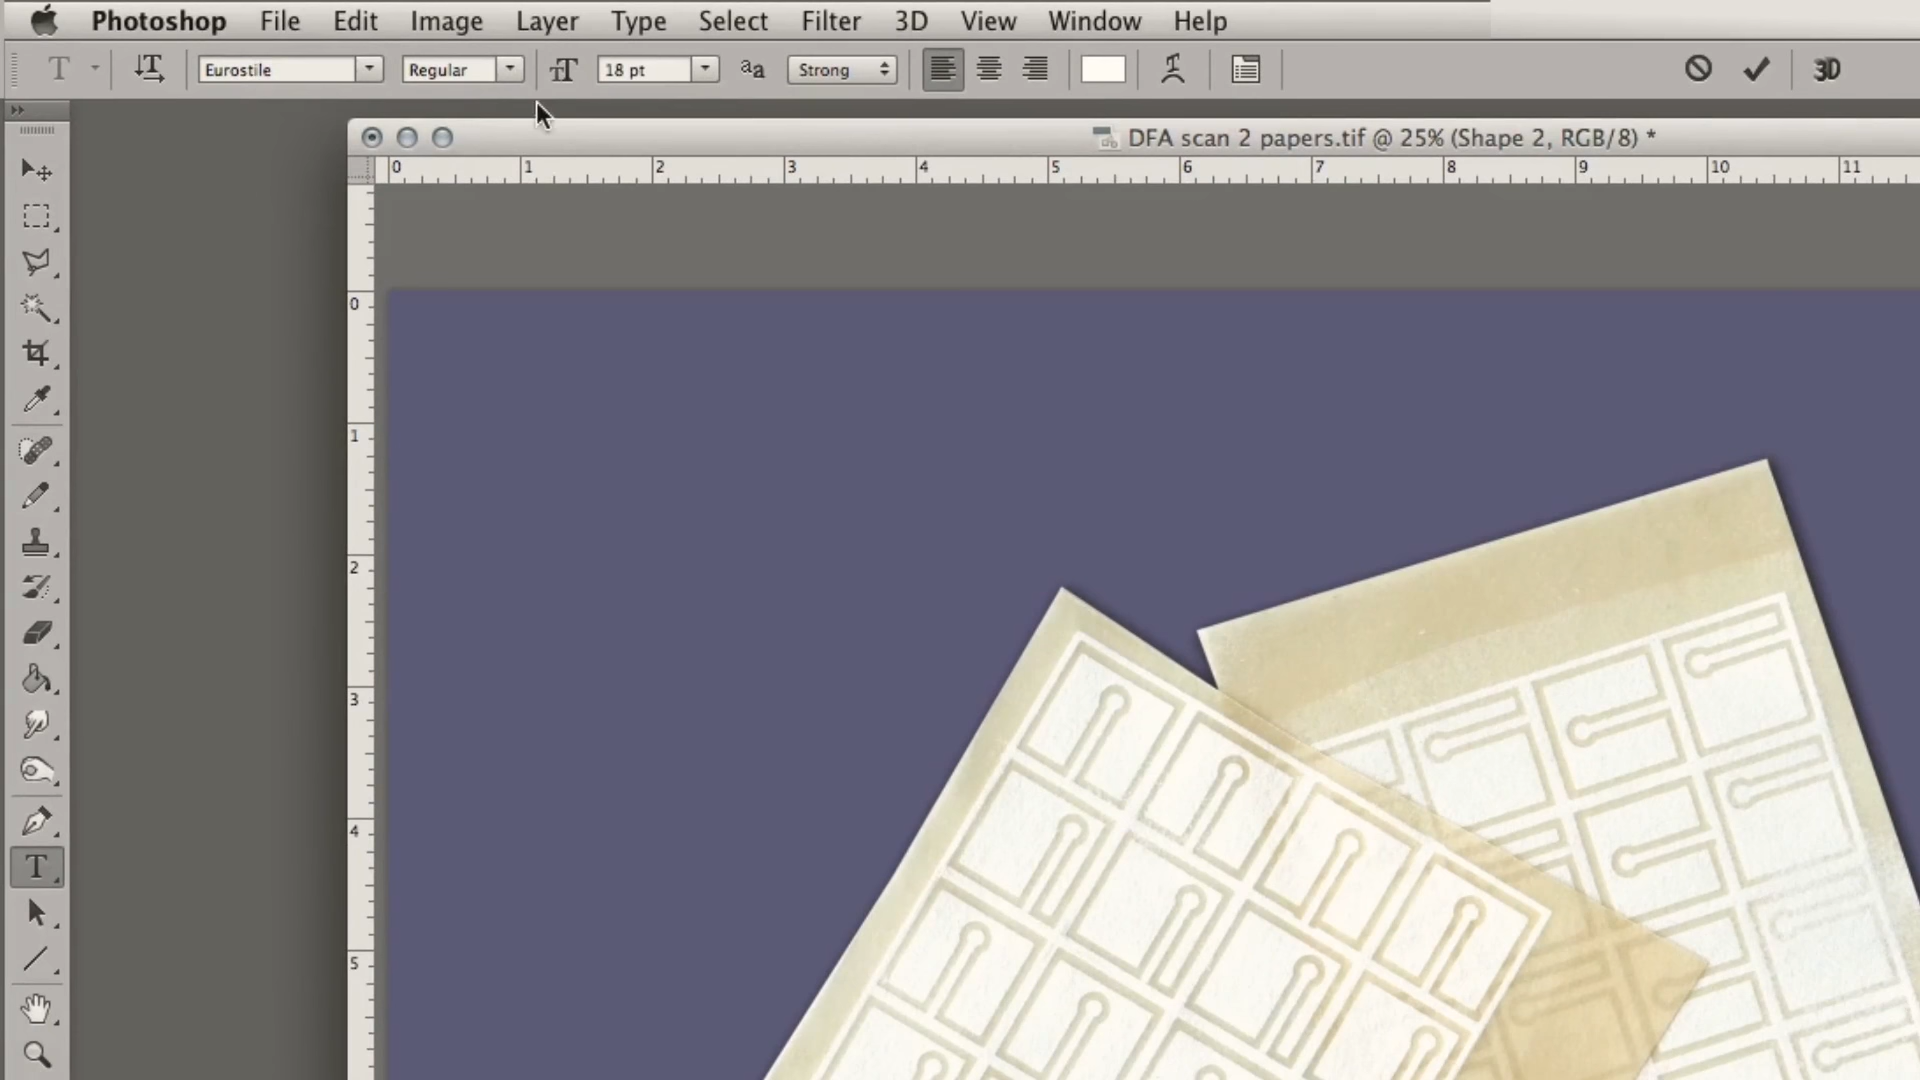 Photoshop File Edit Image Layer Type Select Filter 3D View Window Help
T T Eurostile Regular TT 18 pt aa Strong 3D
DFA scan 2 papers.tif @ 25% (Shape 2, RGB/8) *
0 1 2 3 4 5 6 7 8 9 10 11
0
1
2
3
4
T
5